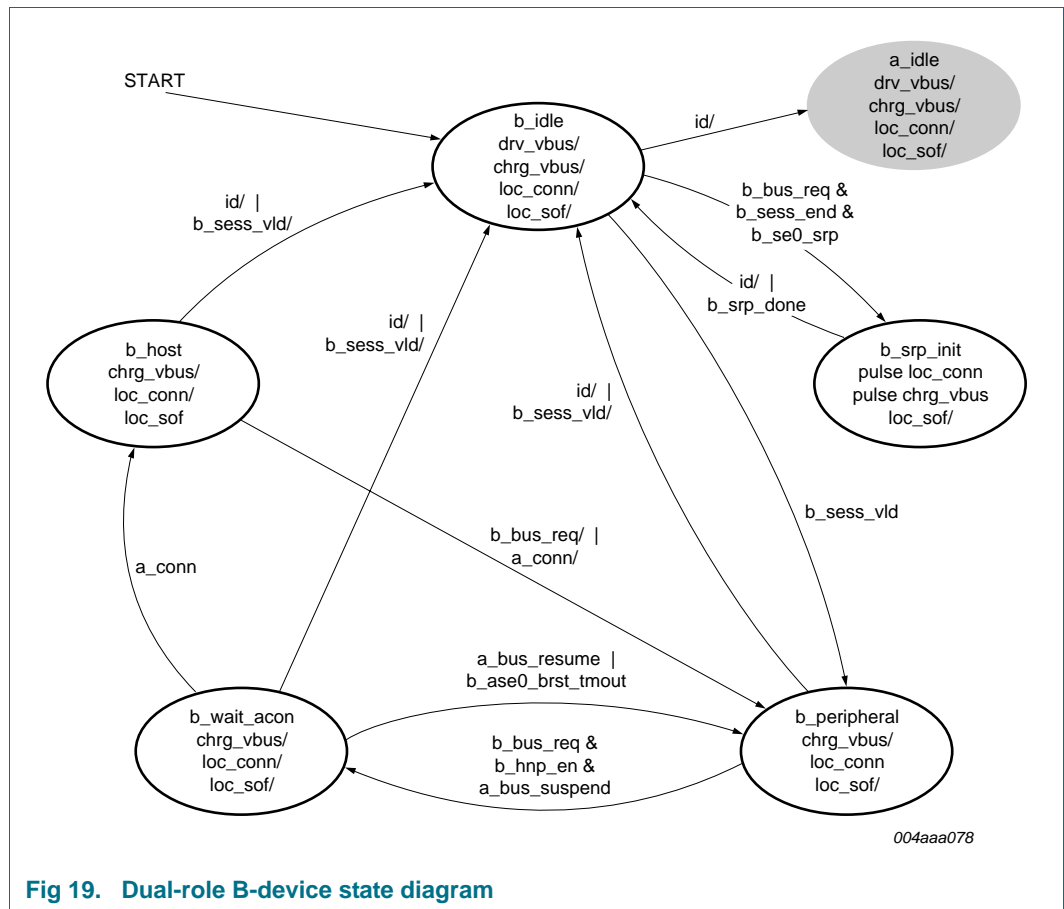 START
a_idle
drv_vbus/
chrg_vbus/
loc_conn/
loc_sof/
b_idle
drv_vbus/
chrg_vbus/
loc_conn/
loc_sof/
id/
b_bus_req &
b_sess_end &
b_se0_srp
id/ |
b_sess_vld/
id/ |
b_srp_done
id/ |
b_sess_vld/
b_host
chrg_vbus/
loc_conn/
loc_sof
b_srp_init
pulse loc_conn
pulse chrg_vbus
loc_sof/
id/ |
b_sess_vld/
b_sess_vld
b_bus_req/ |
a_conn/
a_conn
a_bus_resume |
b_ase0_brst_tmout
b_wait_acon
chrg_vbus/
loc_conn/
loc_sof/
b_bus_req &
b_hnp_en &
a_bus_suspend
b_peripheral
chrg_vbus/
loc_conn
loc_sof/
004aaa078
Fig 19. Dual-role B-device state diagram